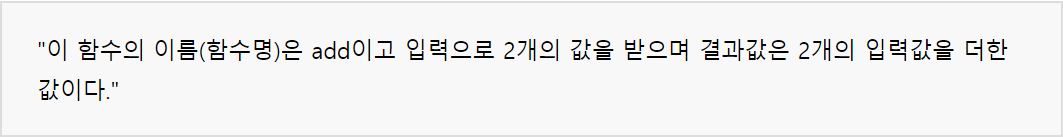 "이 함수의 이름(함수명)은 add이고 입력으로 2개의 값을 받으며 결과값은 2개의 입력값을 더한
값이다."